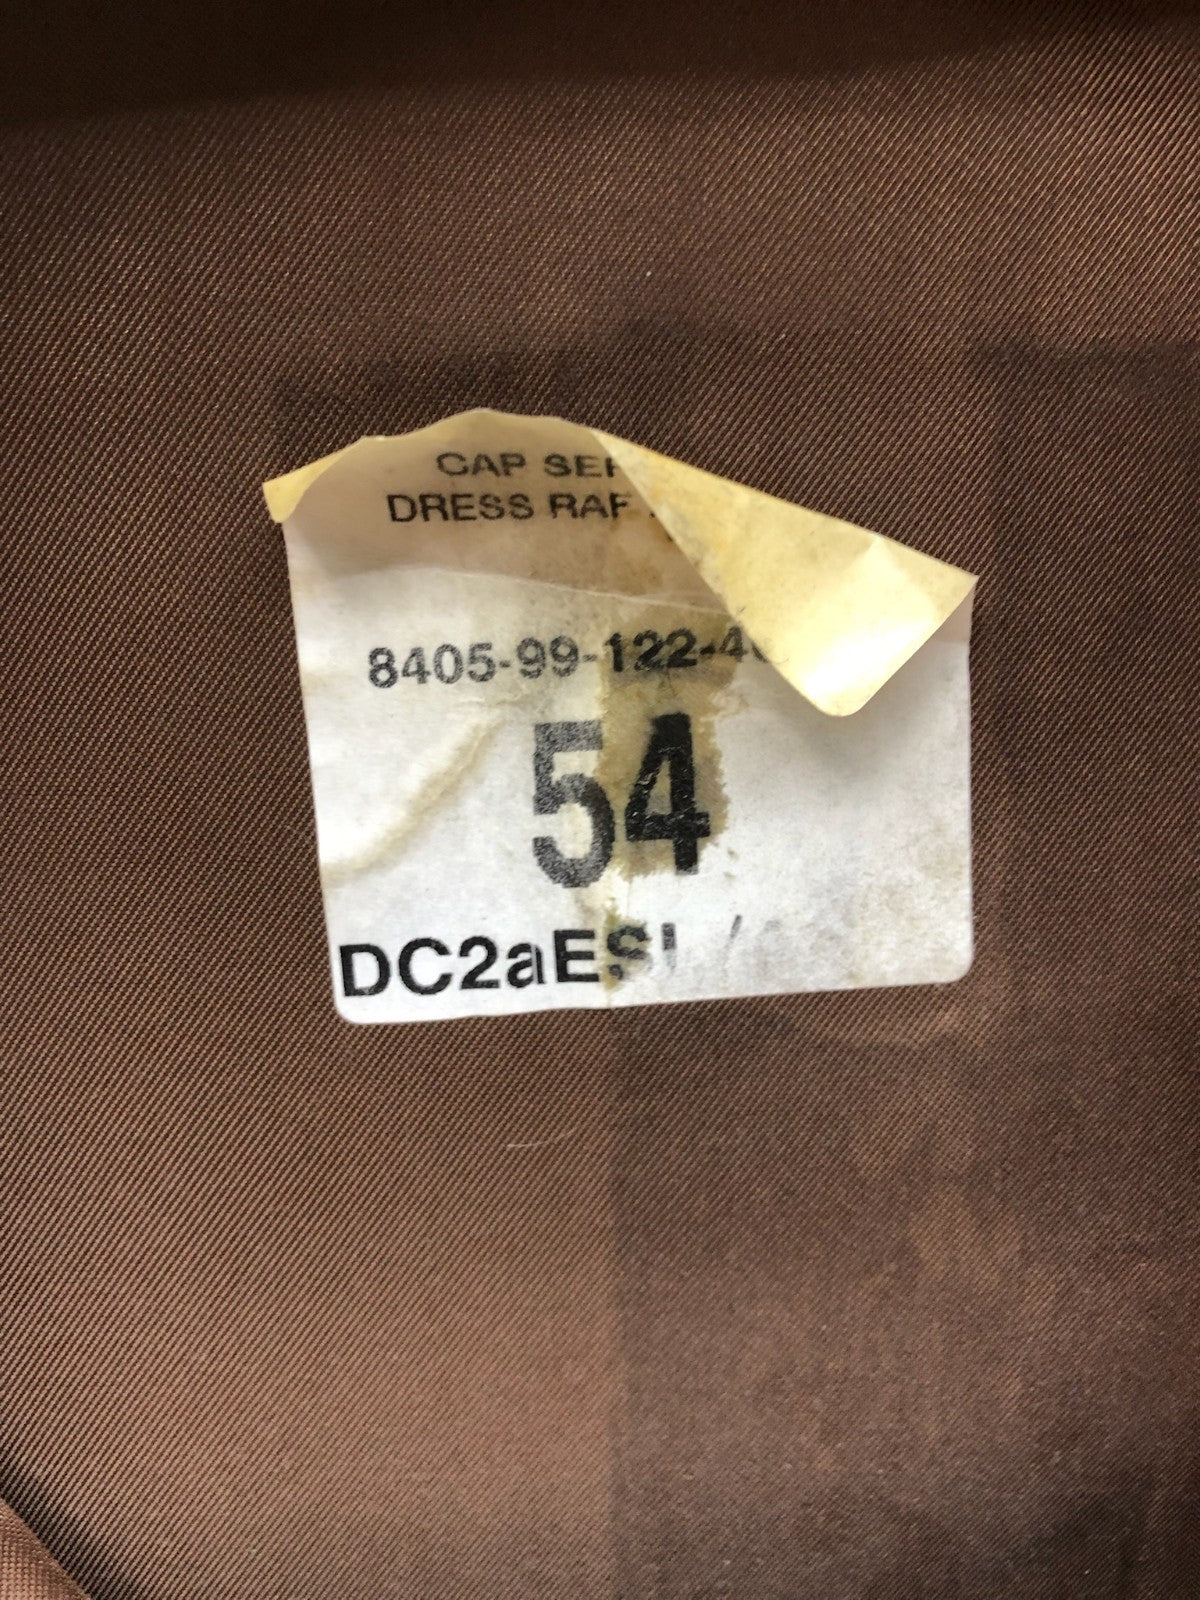 CAP SER
DRESS RAF
8405-99-122-4
54
DC2aESL/